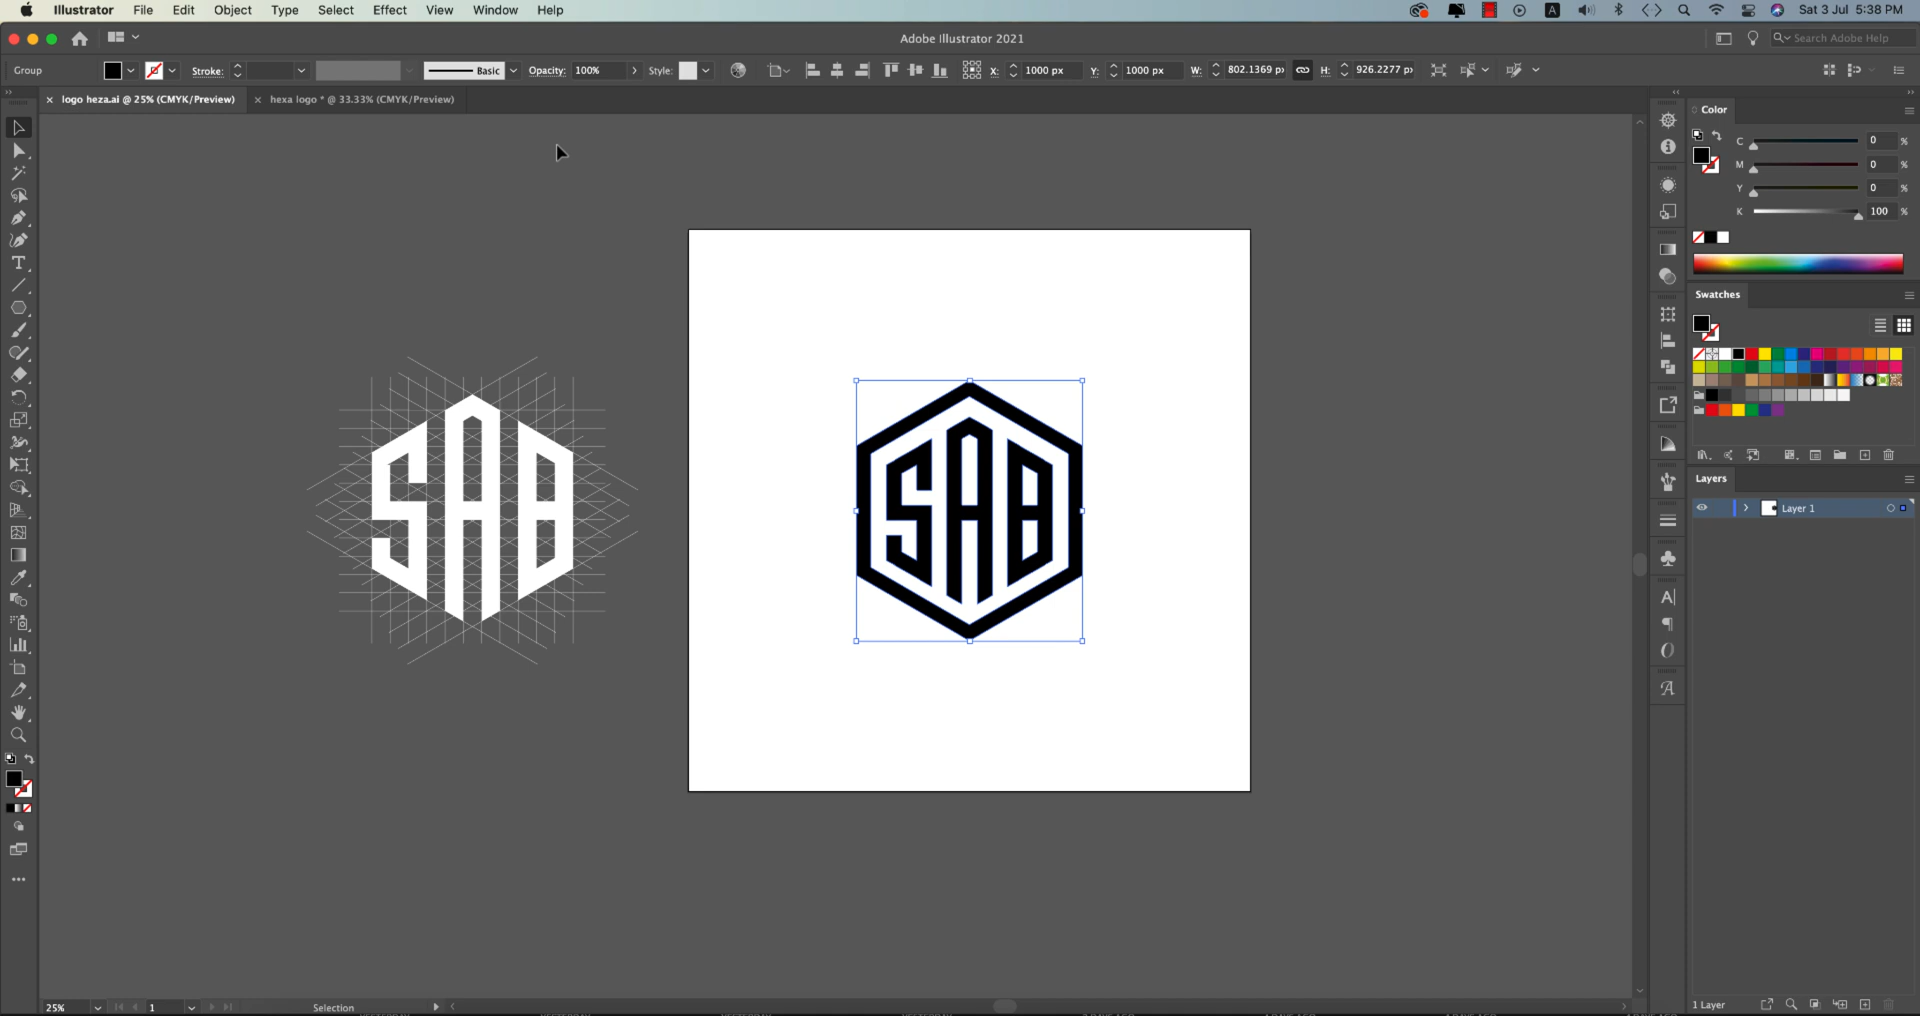 Illustrator File Edit Object Type Select Effect View Window Help A Sat 3 Jul 5:38 PM
Adobe Illustrator 2021 Search Adobe Help
Group Stroke: Basic Opacity: 100% Style: X: 1000 px Y: 1000 px W: 802.1369 p H: 926.2277 p
× logo heza.ai @ 25% (CMYK/Preview) × hexa logo * @ 33.33% (CMYK/Preview)
Color
C 0 %
M 0 %
Y 0 %
K 100 %
Swatches
SAB
SAB
Layers
Layer 1
25% 1 Selection
1 Layer